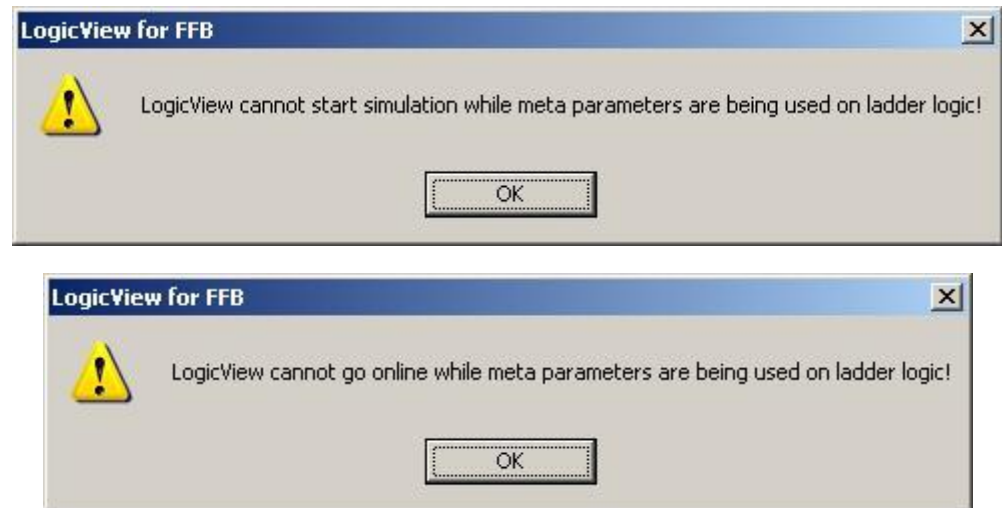 LogicView for FFB
LogicView cannot start simulation while meta parameters are being used on ladder logic!
OK
LogicView for FFB
LogicView cannot go online while meta parameters are being used on ladder logic!
OK